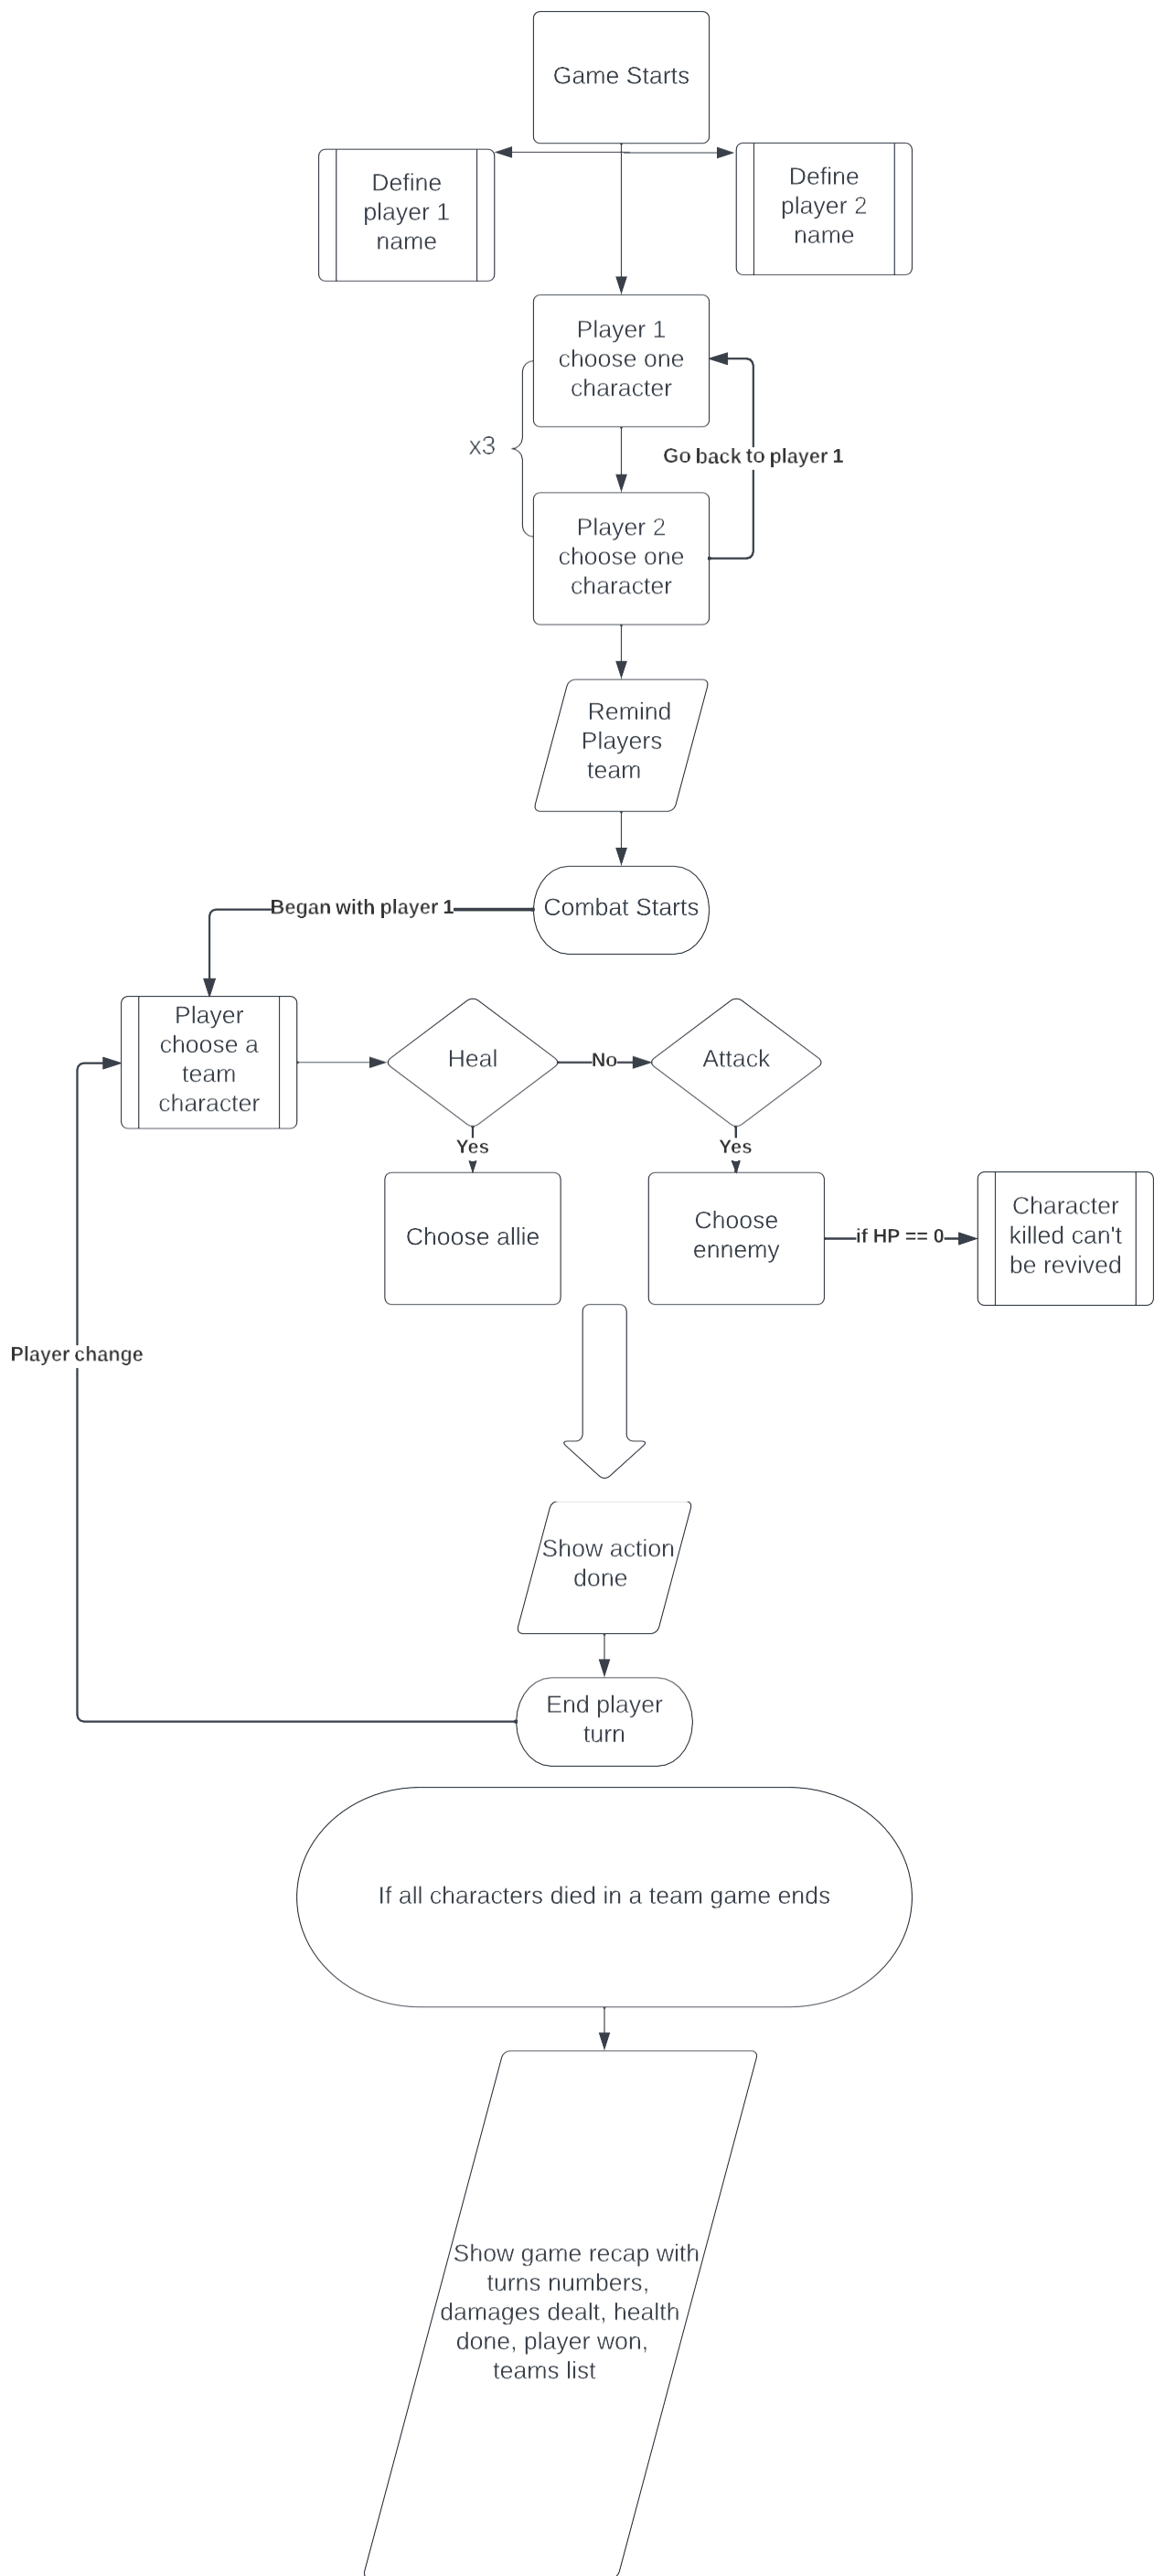 Game Starts
Define
player 1
name
Define
player 2
name
Player 1
choose one
character
x3
Go back to player 1
Player 2
choose one
character
Remind
Players
team
Began with player 1
Combat Starts
Player
choose a
team
character
Heal
No
Attack
Yes
Yes
Choose allie
Choose
ennemy
if HP == 0
Character
killed can't
be revived
Player change
Show action
done
End player
turn
If all characters died in a team game ends
Show game recap with
turns numbers,
damages dealt, health
done, player won,
teams list